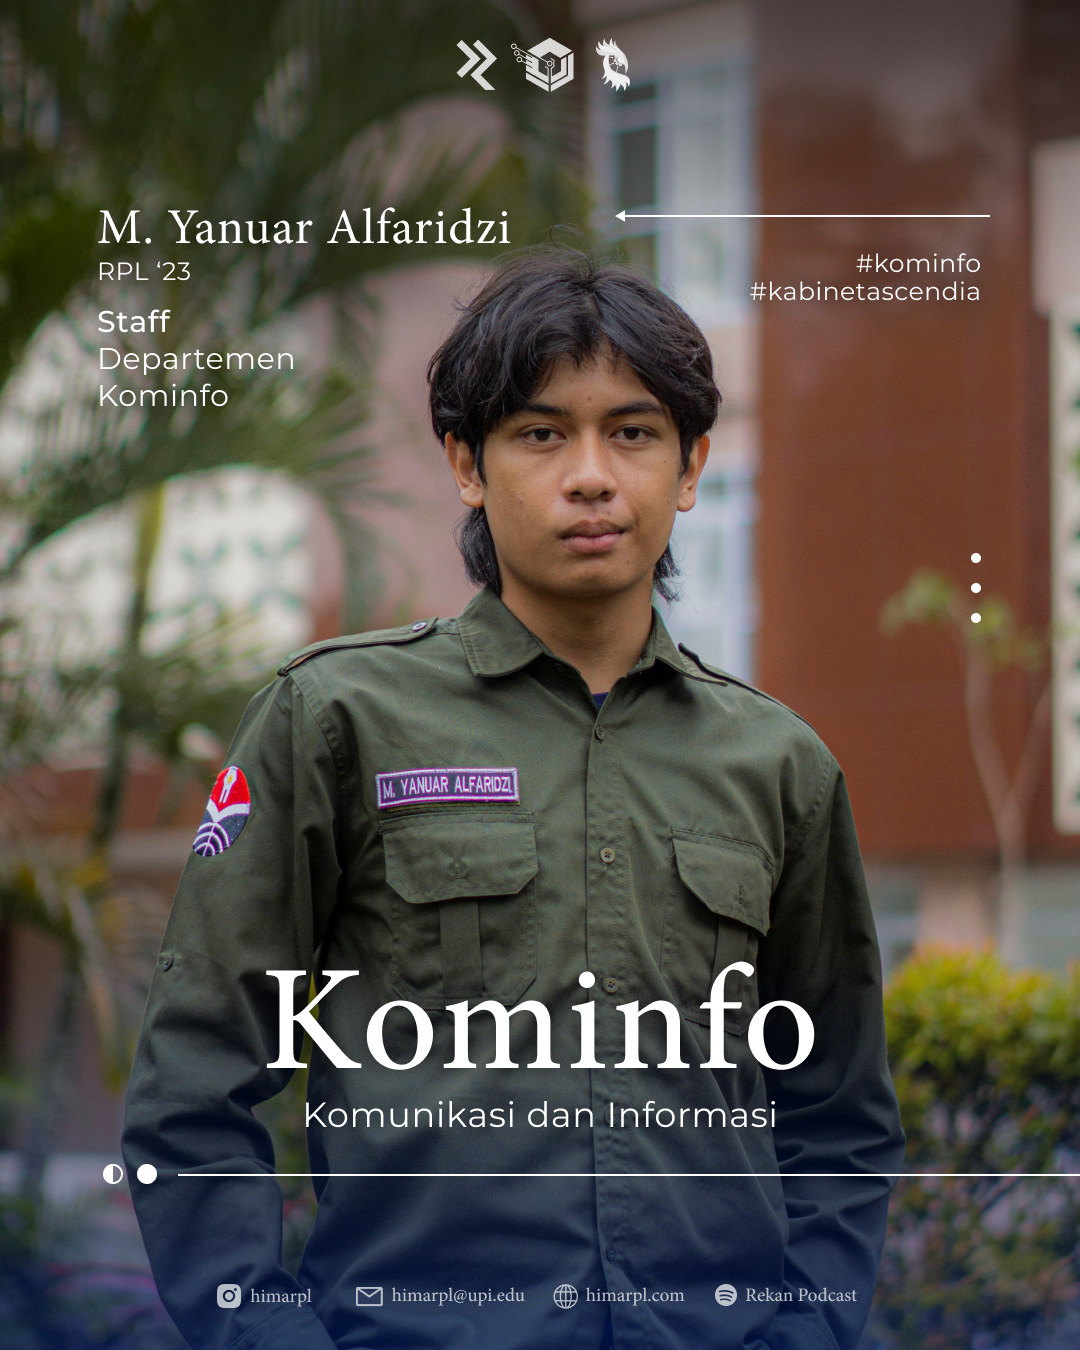 M. Yanuar Alfaridzi
RPL ‘23
Staff
Departemen
Kominfo
#kominfo
#kabinetascendia
M. YANUAR ALFARIDZI
Kominfo
Komunikasi dan Informasi
himarpl
himarpl@upi.edu
himarpl.com
Rekan Podcast